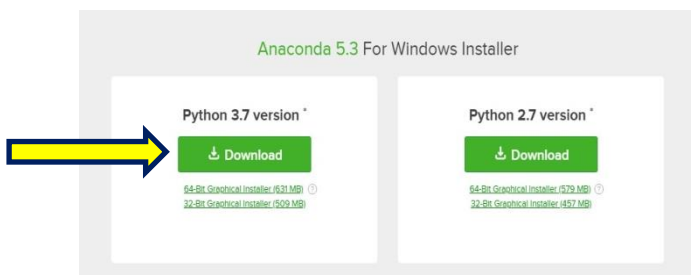 Anaconda 5.3 For Windows Installer
Python 3.7 version *
Download
64-Bit Graphical Installer (631 MB) ?
32-Bit Graphical Installer (509 MB)
Python 2.7 version *
Download
64-Bit Graphical Installer (579 MB) ?
32-Bit Graphical Installer (457 MB)